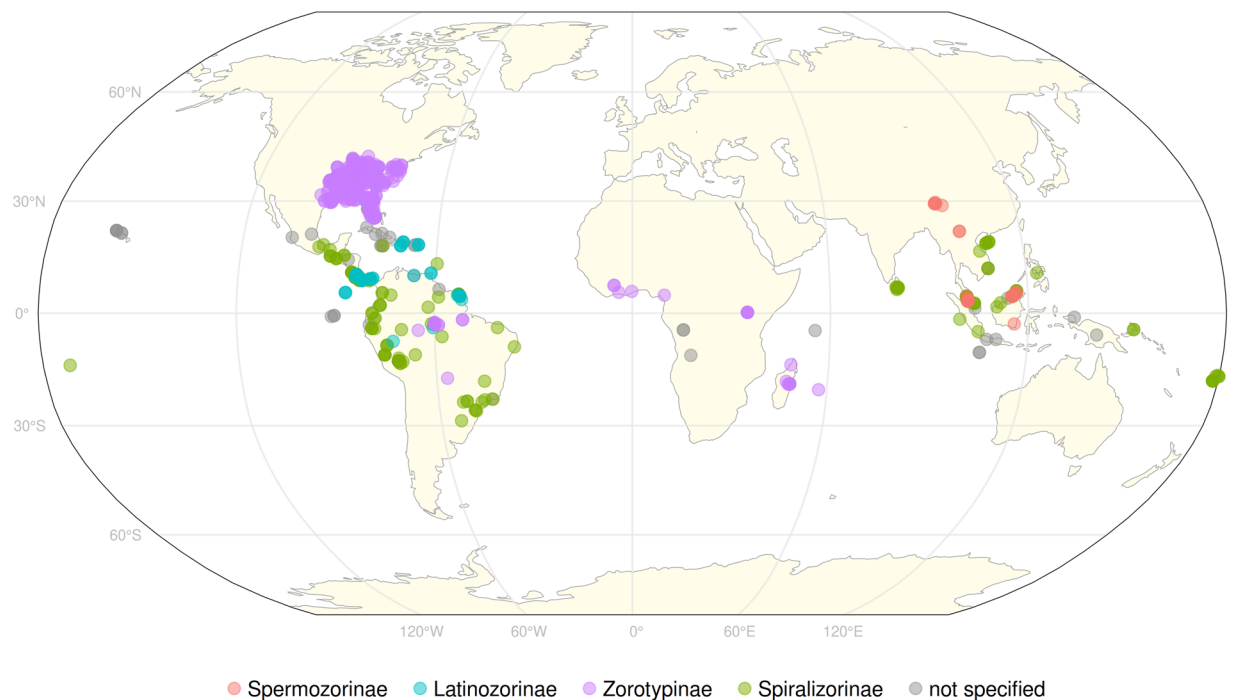 60°N
30°N
0°
30°S
60°S
120°W 60°W 0° 60°E 120°E
Spermozorinae Latinozorinae Zorotypinae Spiralizorinae not specified